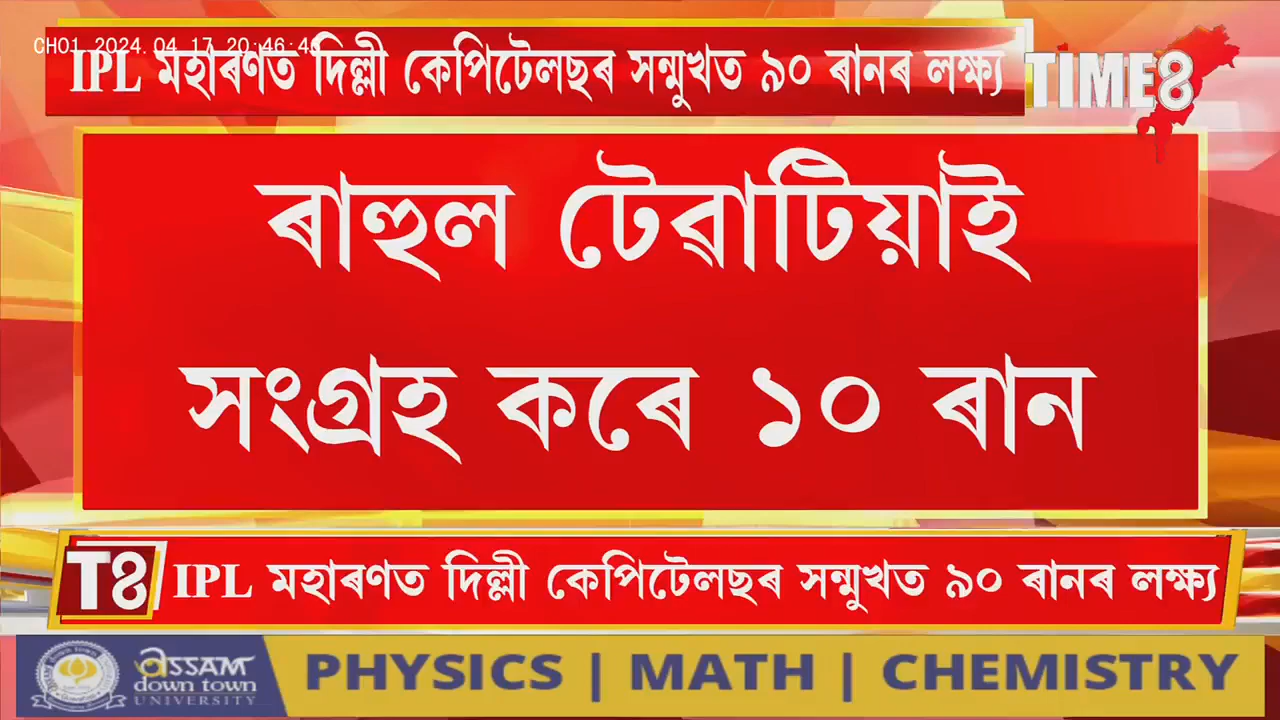 CH01 2024.04.17 20:46:4
IPL মহাৰণত দিল্লী কেপিটেলছৰ সন্মুখত ৯০ ৰানৰ লক্ষ্য
TIME8
ৰাহুল টেৱাটিয়াই
সংগ্ৰহ কৰে ১০ ৰান
T8 IPL মহাৰণত দিল্লী কেপিটেলছৰ সন্মুখত ৯০ ৰানৰ লক্ষ্য
ASSAM
down town
UNIVERSITY
PHYSICS | MATH | CHEMISTRY